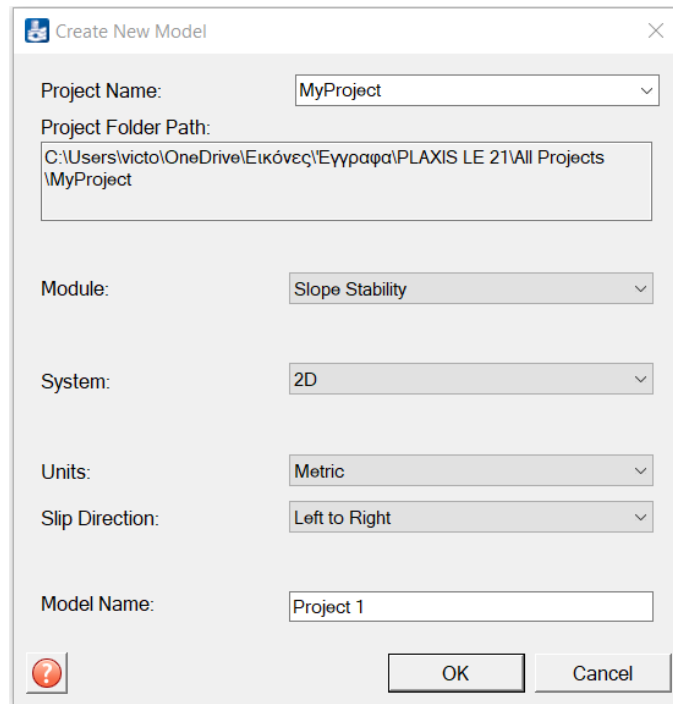 Create New Model
Project Name: MyProject
Project Folder Path:
C:\Users\victo\OneDrive\Εικόνες\Έγγραφα\PLAXIS LE 21\All Projects
\MyProject
Module: Slope Stability
System: 2D
Units: Metric
Slip Direction: Left to Right
Model Name: Project 1
? OK Cancel